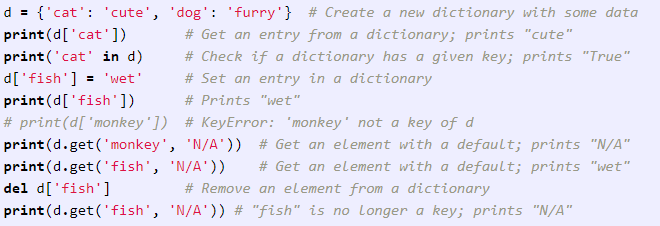 d = {'cat': 'cute', 'dog': 'furry'}  # Create a new dictionary with some data
print(d['cat'])       # Get an entry from a dictionary; prints "cute"
print('cat' in d)     # Check if a dictionary has a given key; prints "True"
d['fish'] = 'wet'     # Set an entry in a dictionary
print(d['fish'])      # Prints "wet"
# print(d['monkey'])  # KeyError: 'monkey' not a key of d
print(d.get('monkey', 'N/A'))  # Get an element with a default; prints "N/A"
print(d.get('fish', 'N/A'))    # Get an element with a default; prints "wet"
del d['fish']         # Remove an element from a dictionary
print(d.get('fish', 'N/A')) # "fish" is no longer a key; prints "N/A"